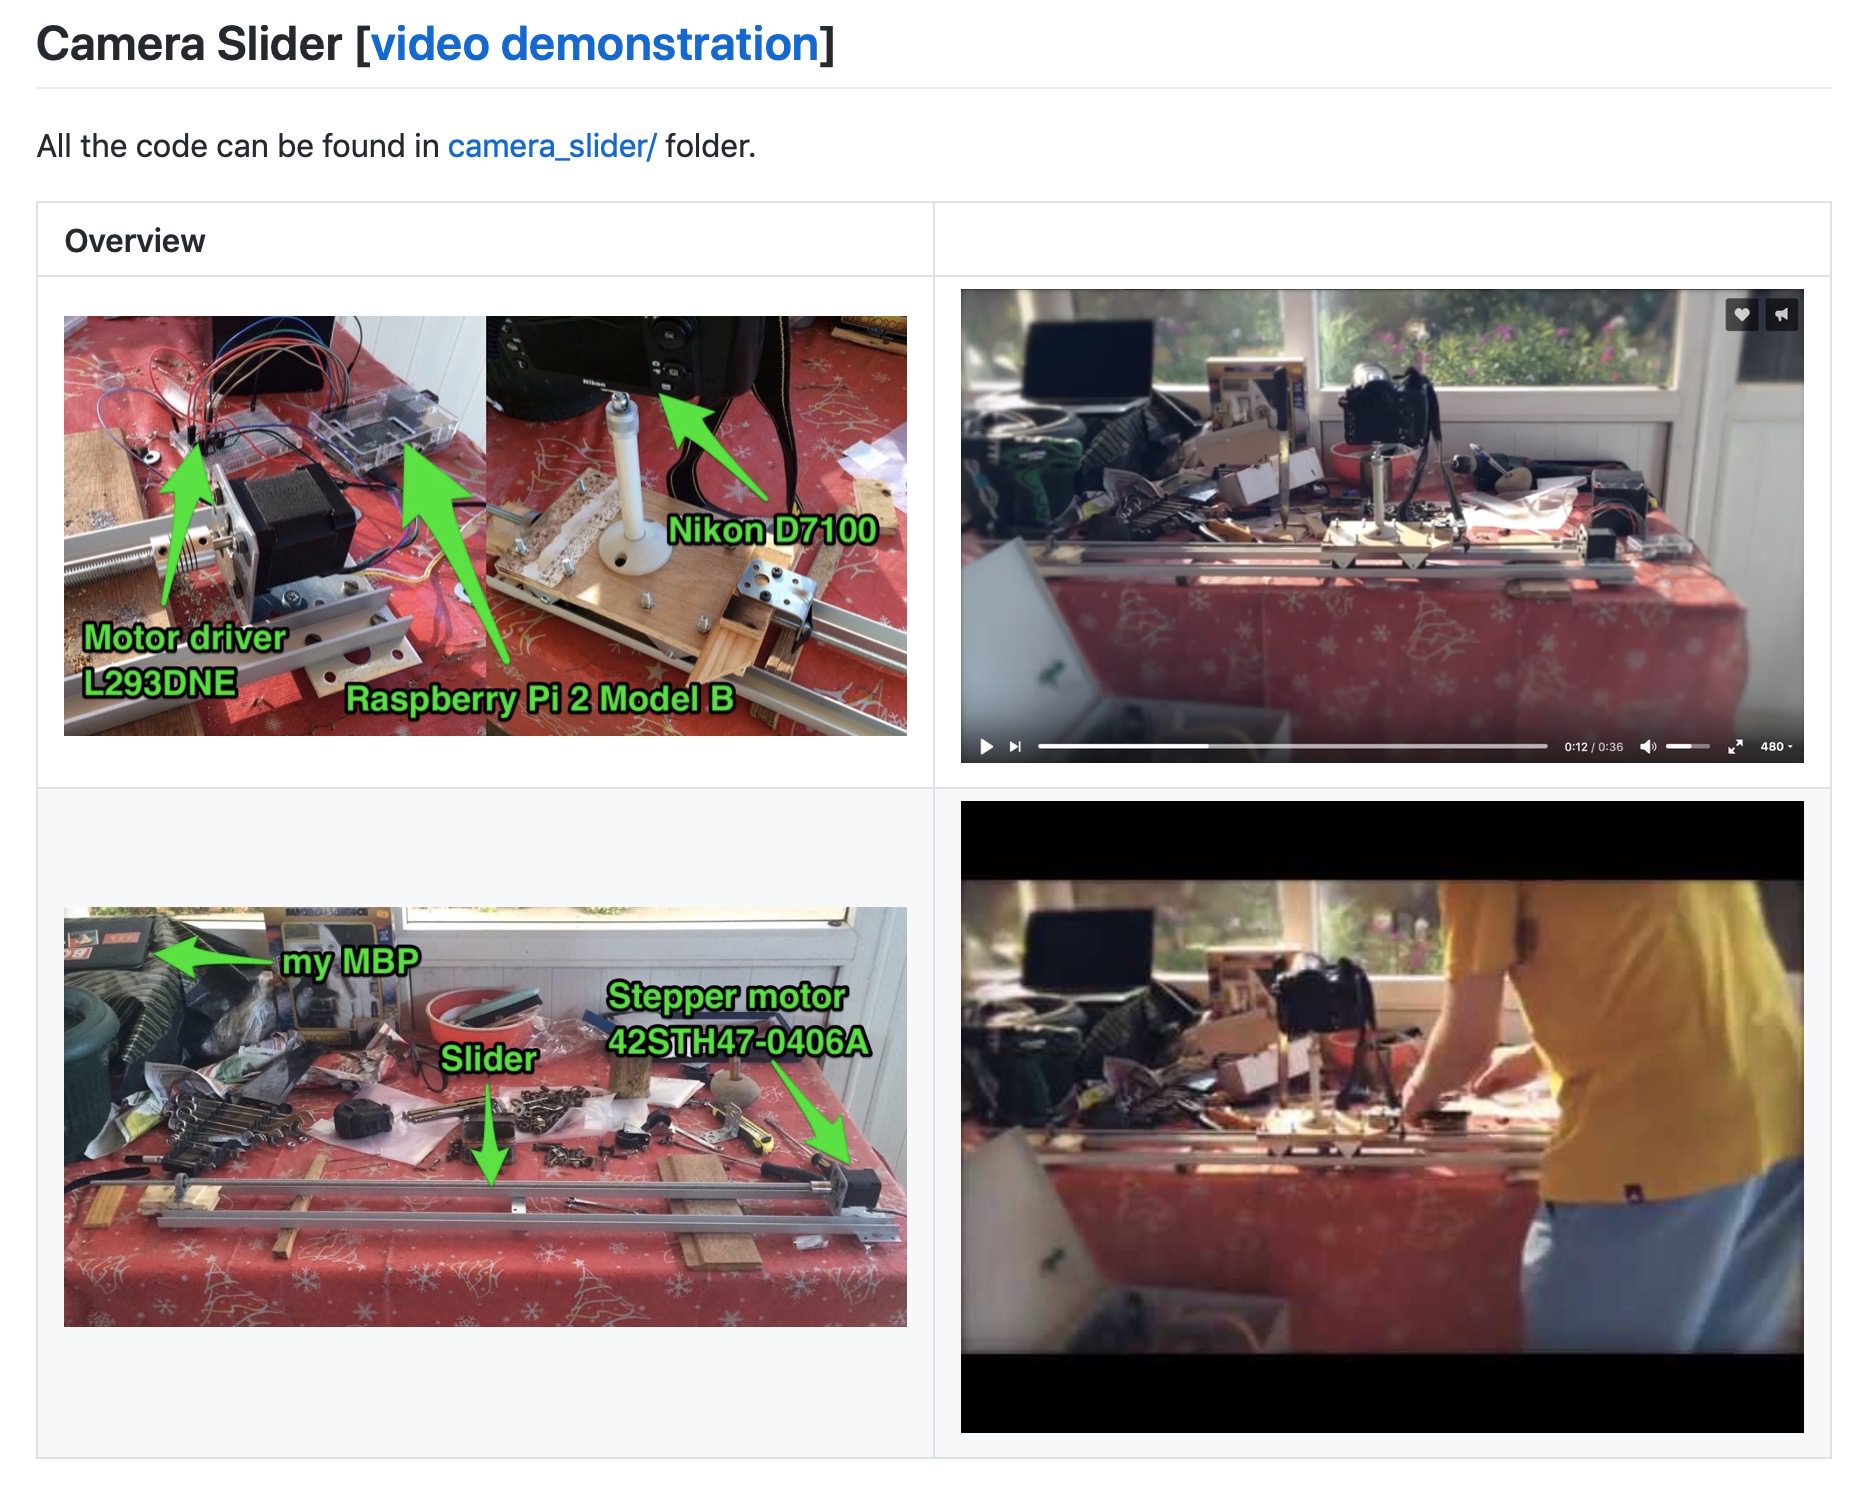 Camera Slider [video demonstration]
All the code can be found in camera_slider/ folder.
Overview
Nikon
Nikon D7100
Motor driver
L293DNE
Raspberry Pi 2 Model B
0:12 / 0:36
480
my MBP
Stepper motor
42STH47-0406A
Slider